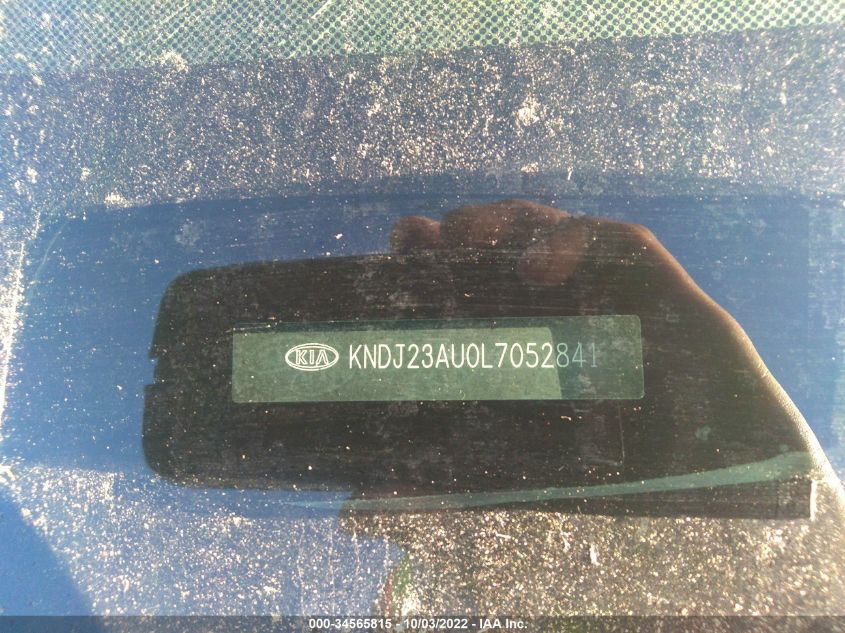 KIA KNDJ23AU0L7052841
000-34565815 - 10/03/2022 - IAA Inc.